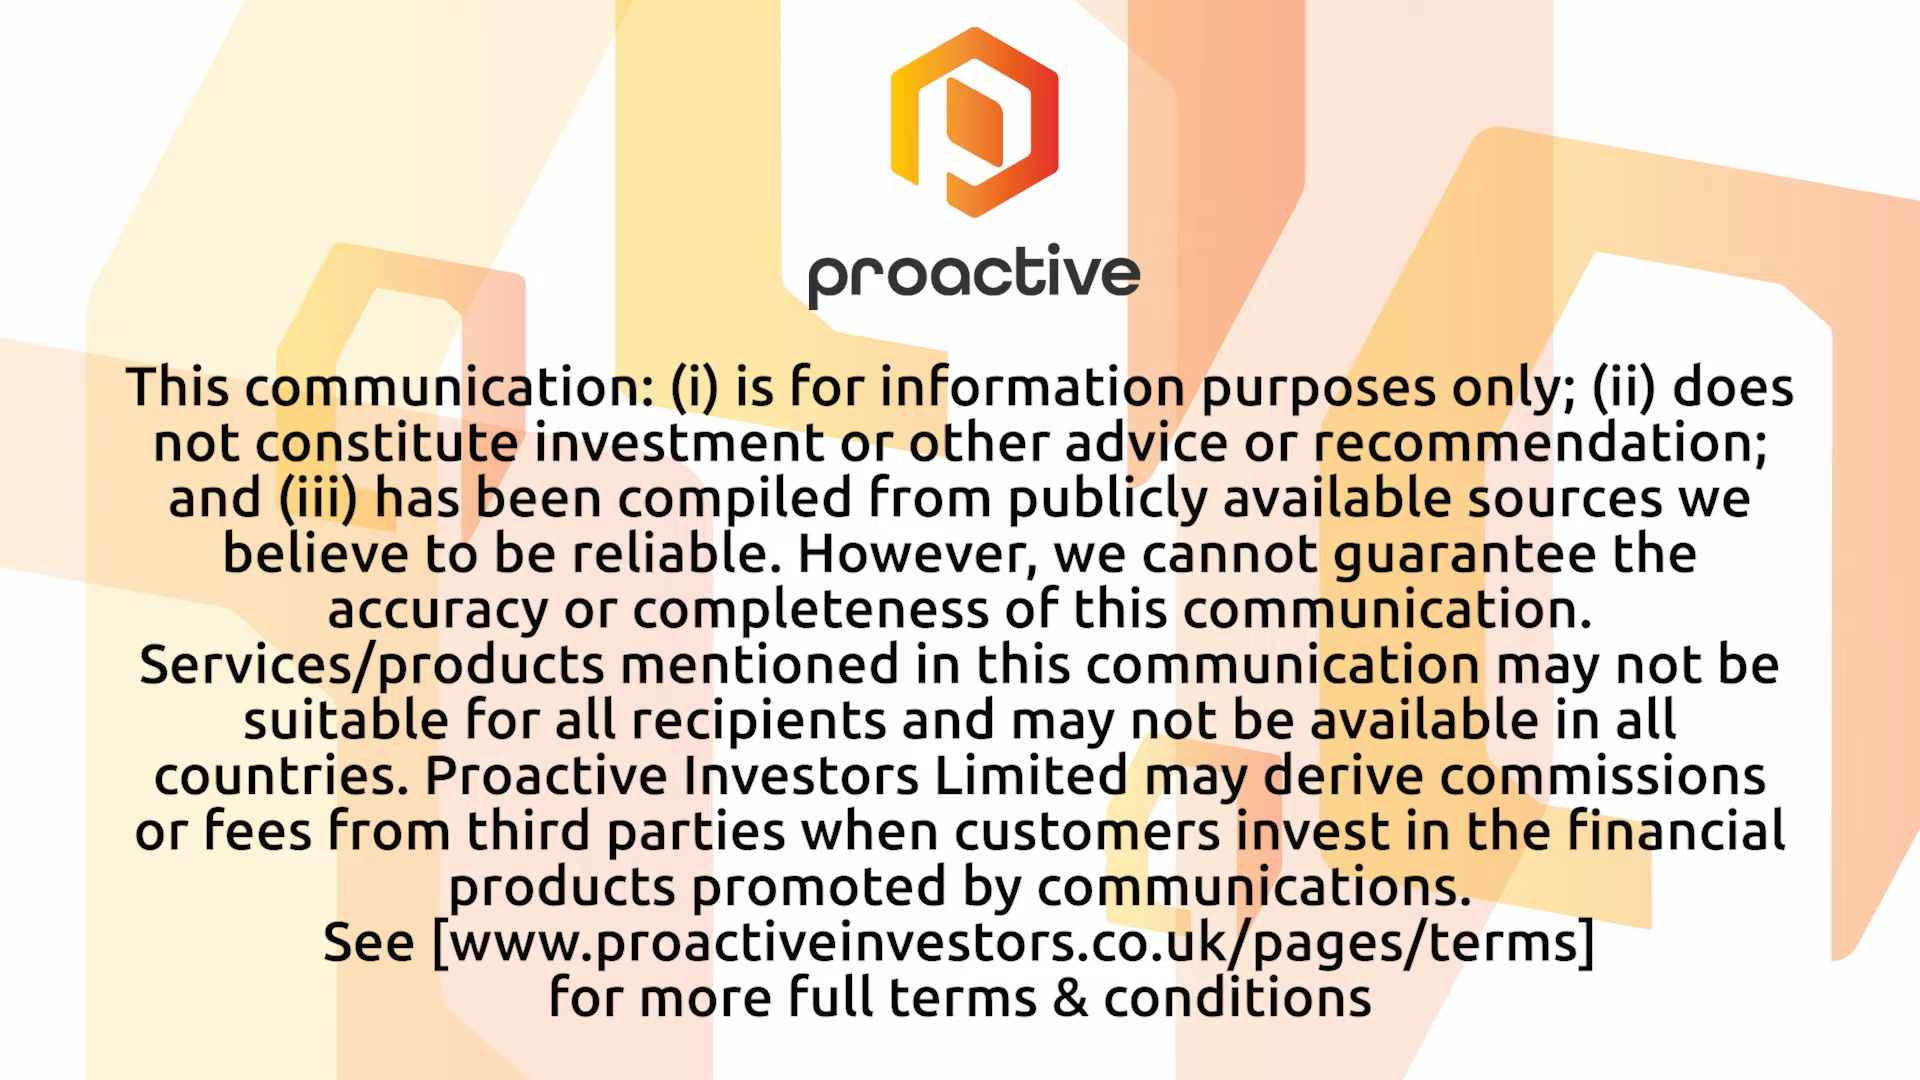 proactive
This communication: (i) is for information purposes only; (ii) does
not constitute investment or other advice or recommendation;
and (iii) has been compiled from publicly available sources we
believe to be reliable. However, we cannot guarantee the
accuracy or completeness of this communication.
Services/products mentioned in this communication may not be
suitable for all recipients and may not be available in all
countries. Proactive Investors Limited may derive commissions
or fees from third parties when customers invest in the financial
products promoted by communications.
See [www.proactiveinvestors.co.uk/pages/terms]
for more full terms & conditions